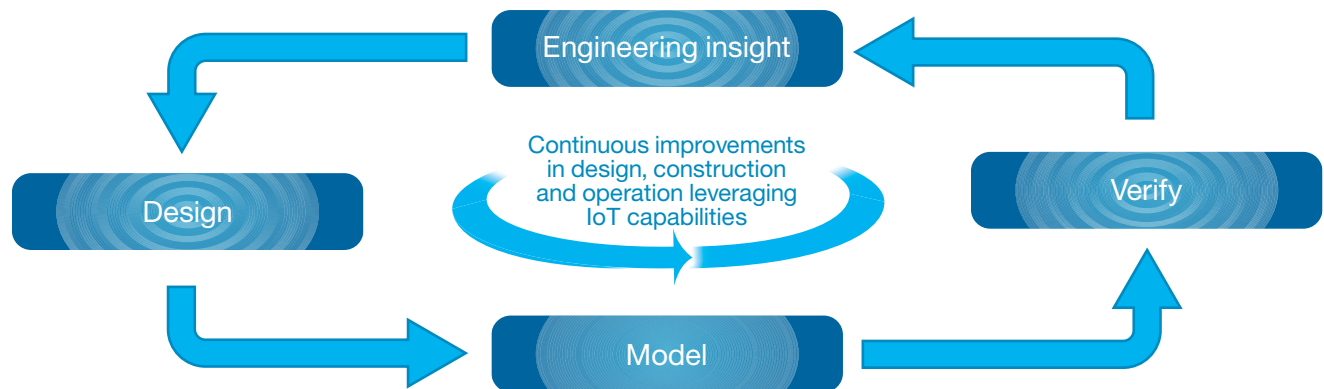 Engineering insight
Continuous improvements
in design, construction
and operation leveraging
IoT capabilities
Design
Verify
Model